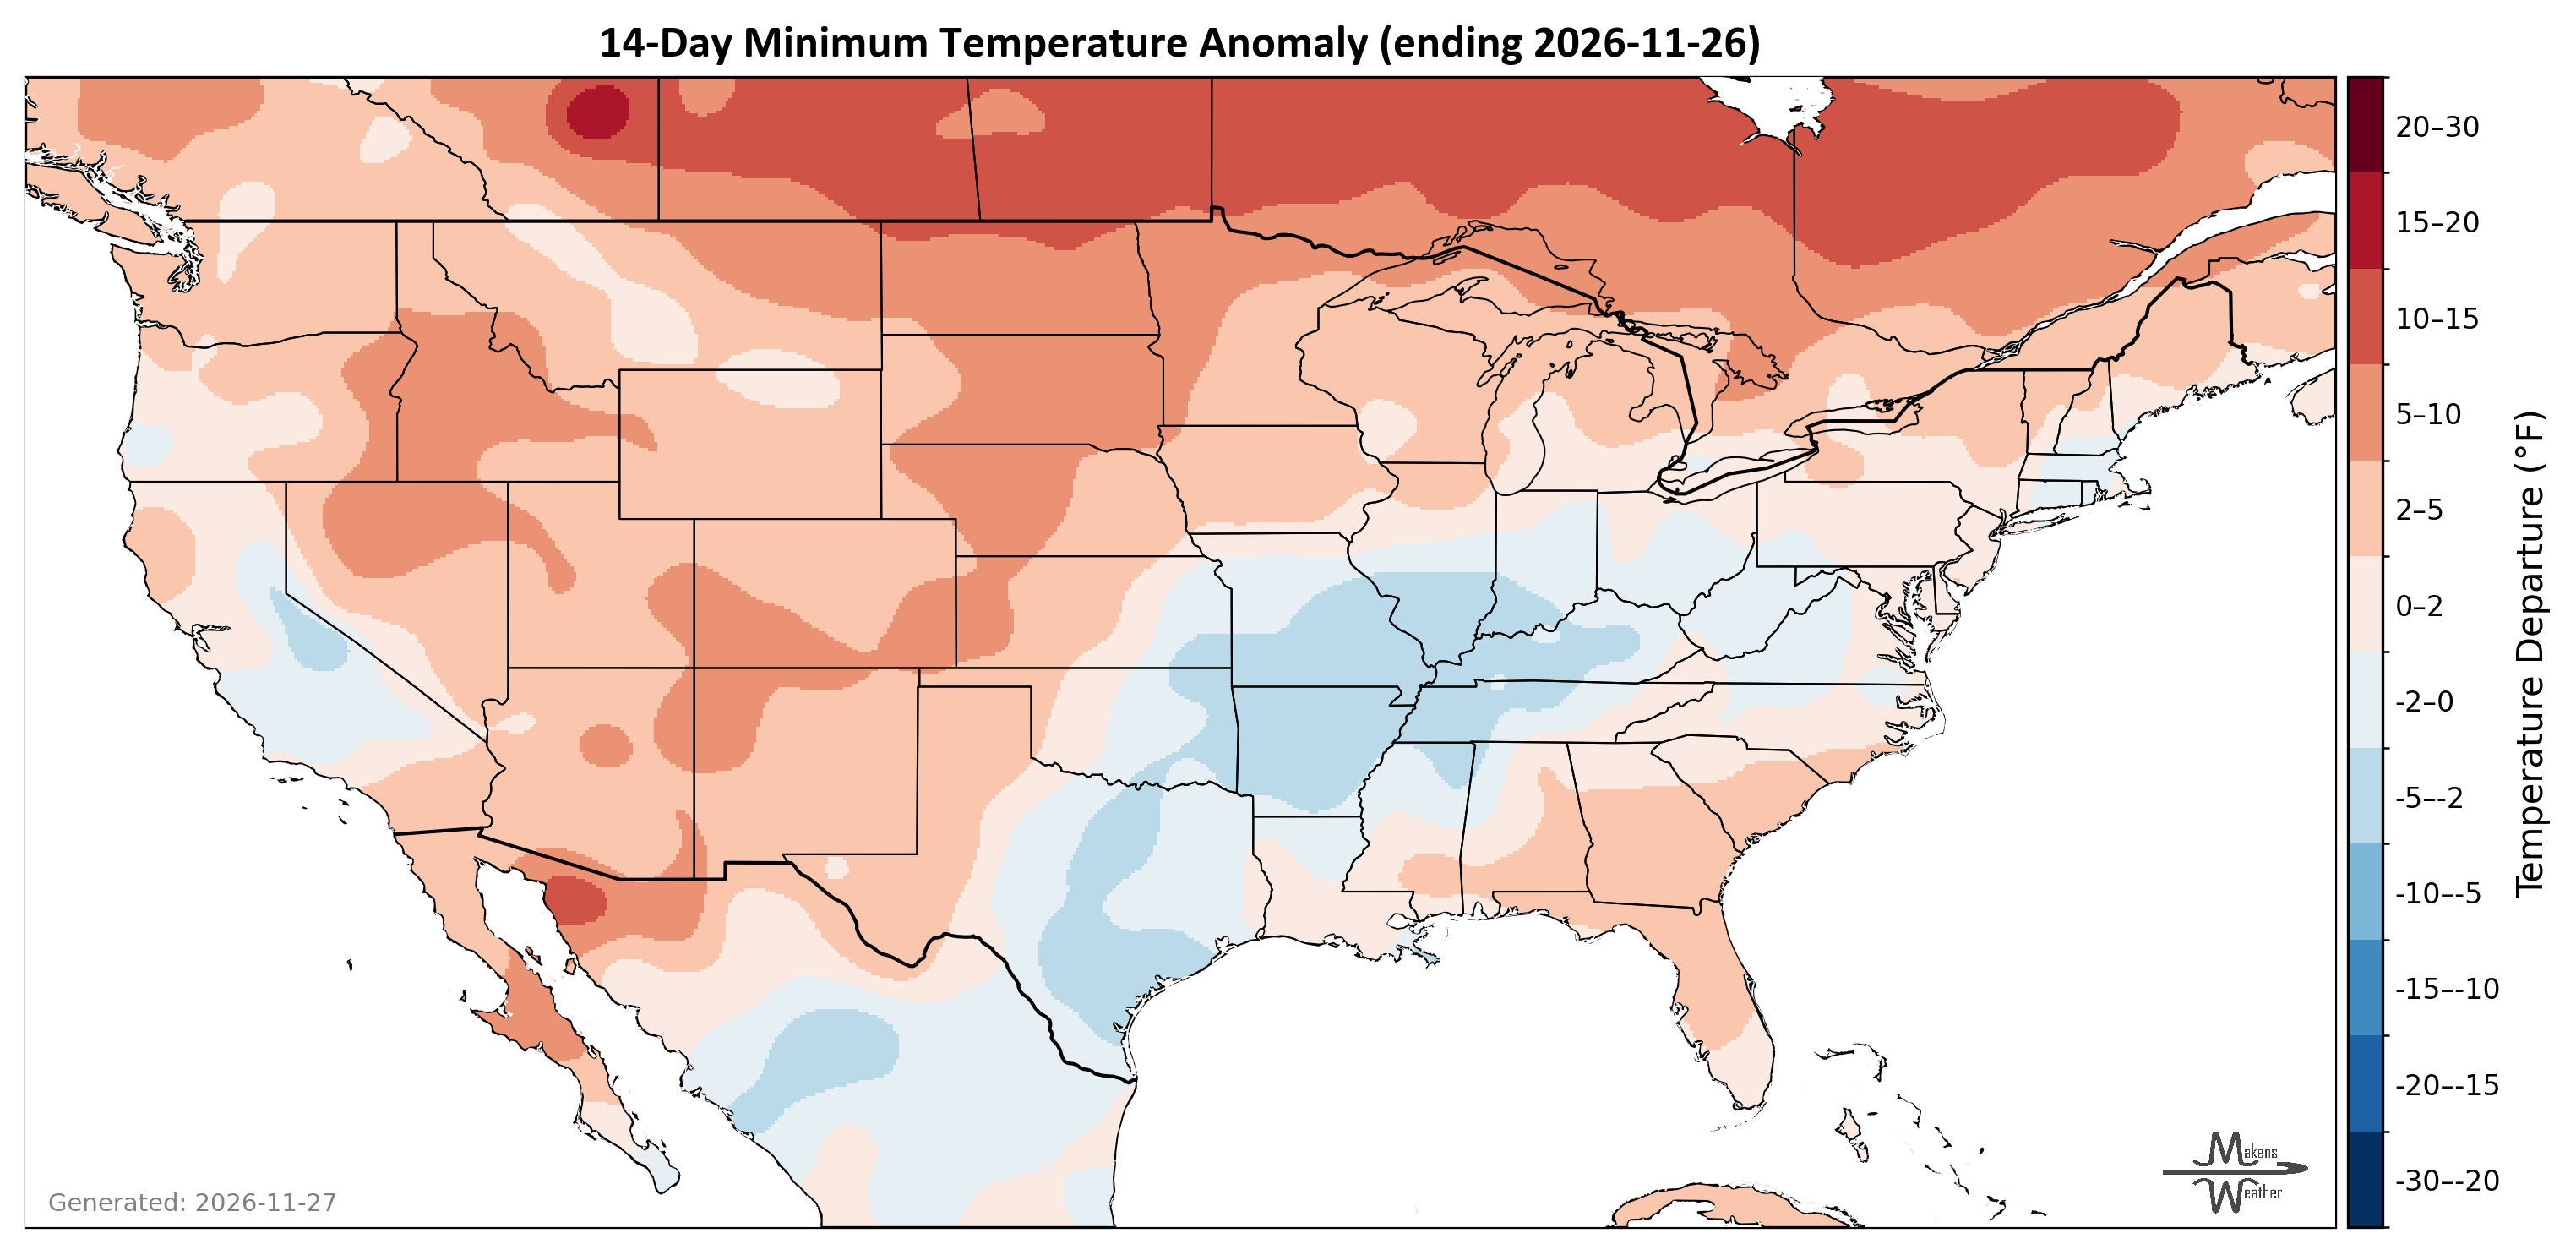 14-Day Minimum Temperature Anomaly (ending 2026-11-26)
20–30
15–20
10–15
5–10
2–5
0–2
-2–0
-5–-2
-10–-5
-15–-10
-20–-15
-30–-20
Temperature Departure (°F)
Makens
Weather
Generated: 2026-11-27